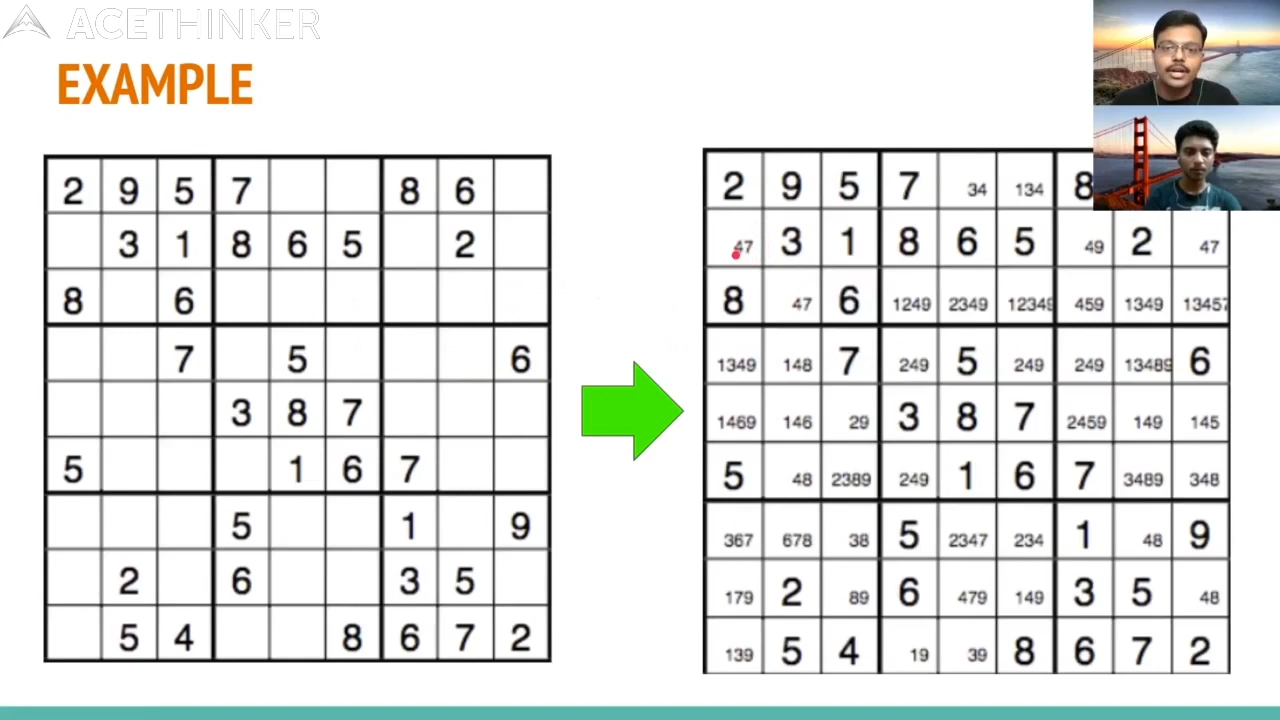 ACETHINKER
EXAMPLE
2 9 5 7 8 6
3 1 8 6 5 2
8 6
7 5 6
3 8 7
5 1 6 7
5 1 9
2 6 3 5
5 4 8 6 7 2
2 9 5 7 34 134 8
47 3 1 8 6 5 49 2 47
8 47 6 1249 2349 12349 459 1349 13457
1349 148 7 249 5 249 249 13489 6
1469 146 29 3 8 7 2459 149 145
5 48 2389 249 1 6 7 3489 348
367 678 38 5 2347 234 1 48 9
179 2 89 6 479 149 3 5 48
139 5 4 19 39 8 6 7 2